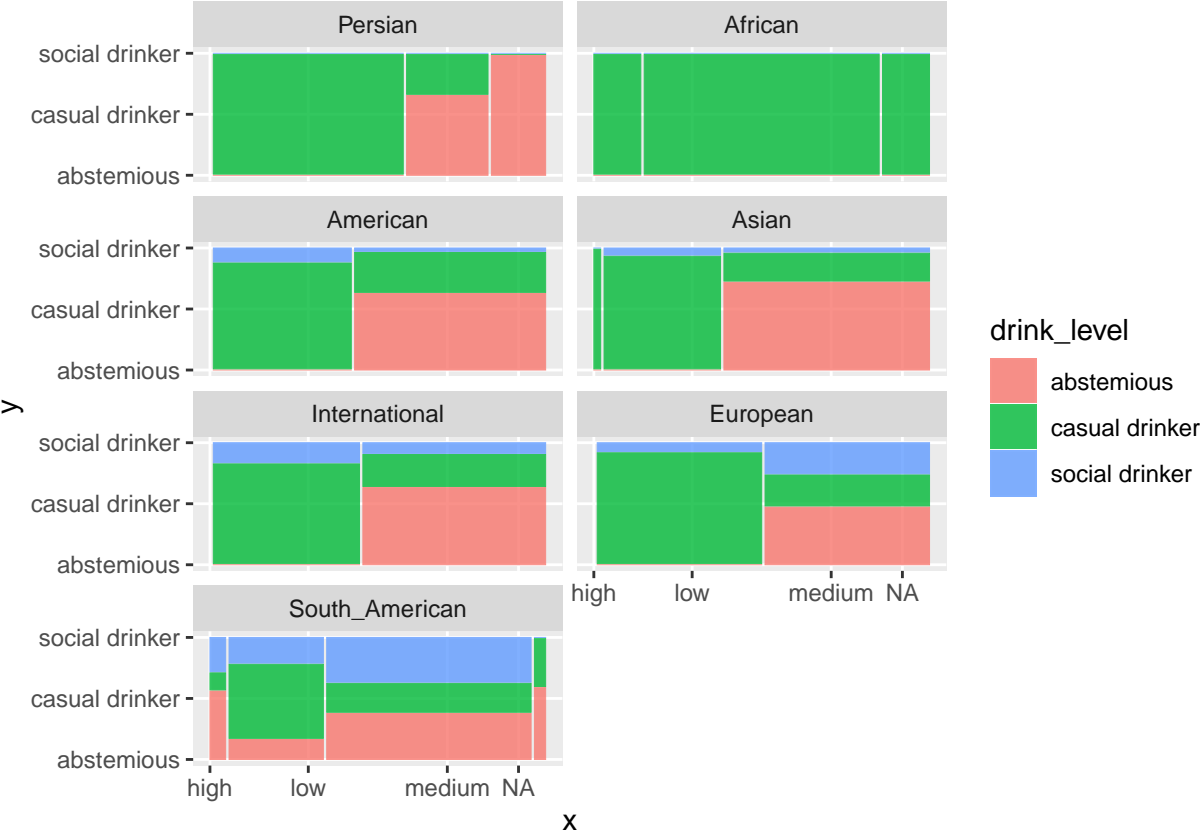 Persian
African
social drinker
casual drinker
abstemious
American
Asian
social drinker
casual drinker
abstemious
International
European
social drinker
casual drinker
abstemious
high low medium NA
South_American
social drinker
casual drinker
abstemious
high low medium NA
x
y
drink_level
abstemious
casual drinker
social drinker